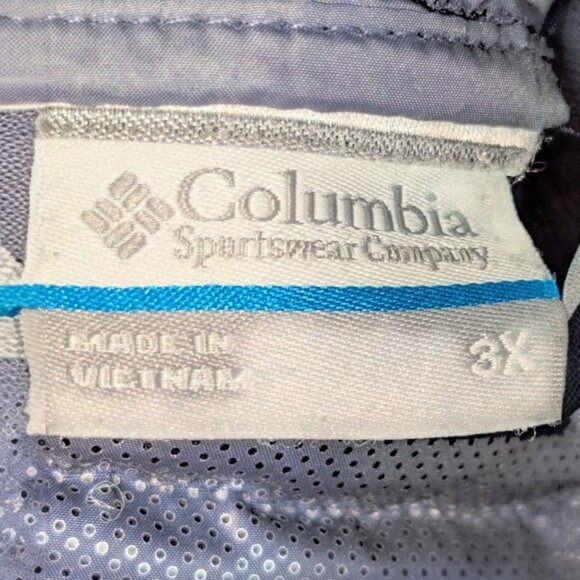 Columbia
Sportswear Company
MADE IN
VIETNAM
3X